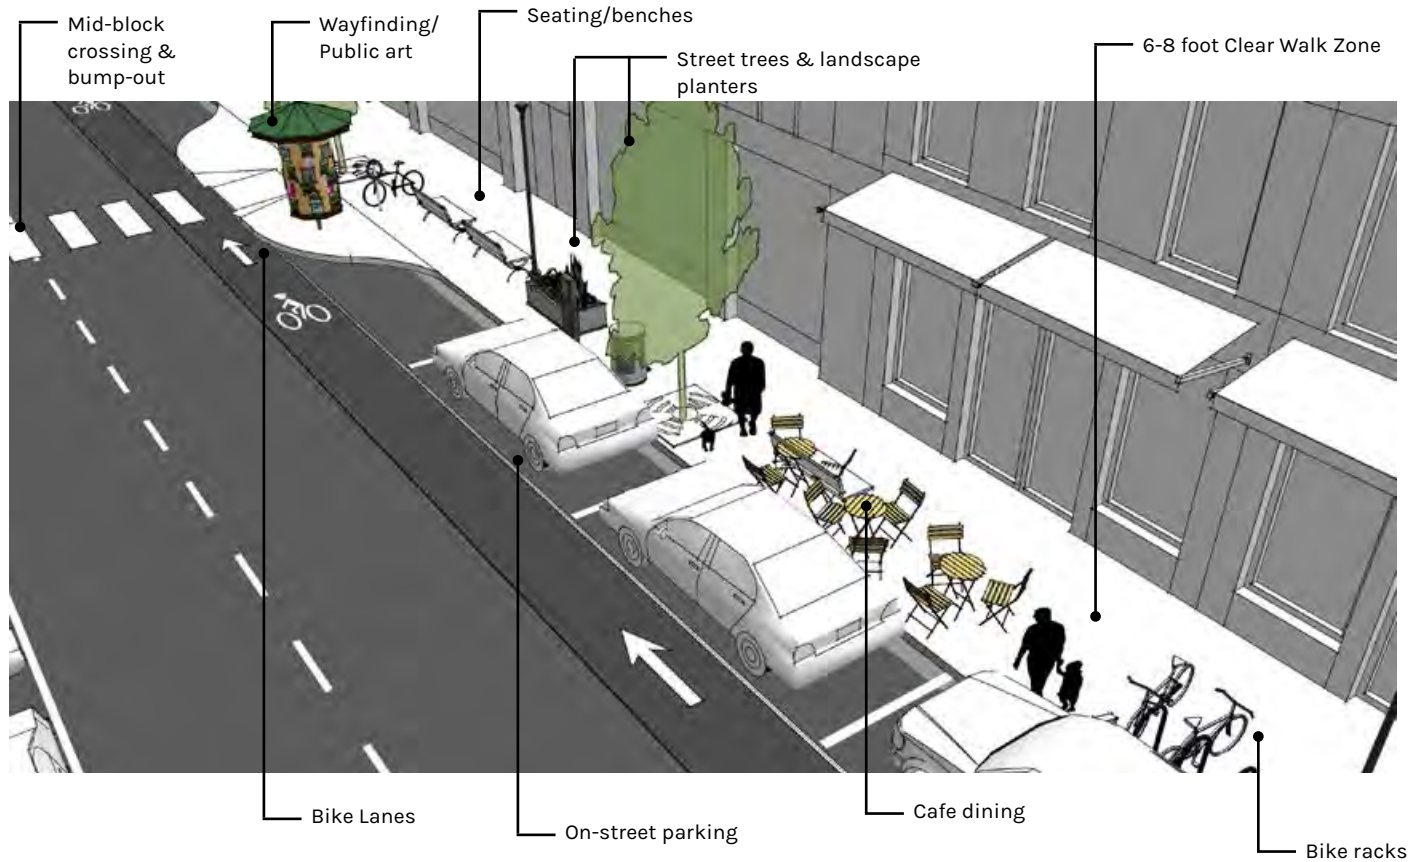 Mid-block
crossing &
bump-out
Wayfinding/
Public art
Seating/benches
Street trees & landscape
planters
6-8 foot Clear Walk Zone
Bike Lanes
On-street parking
Cafe dining
Bike racks